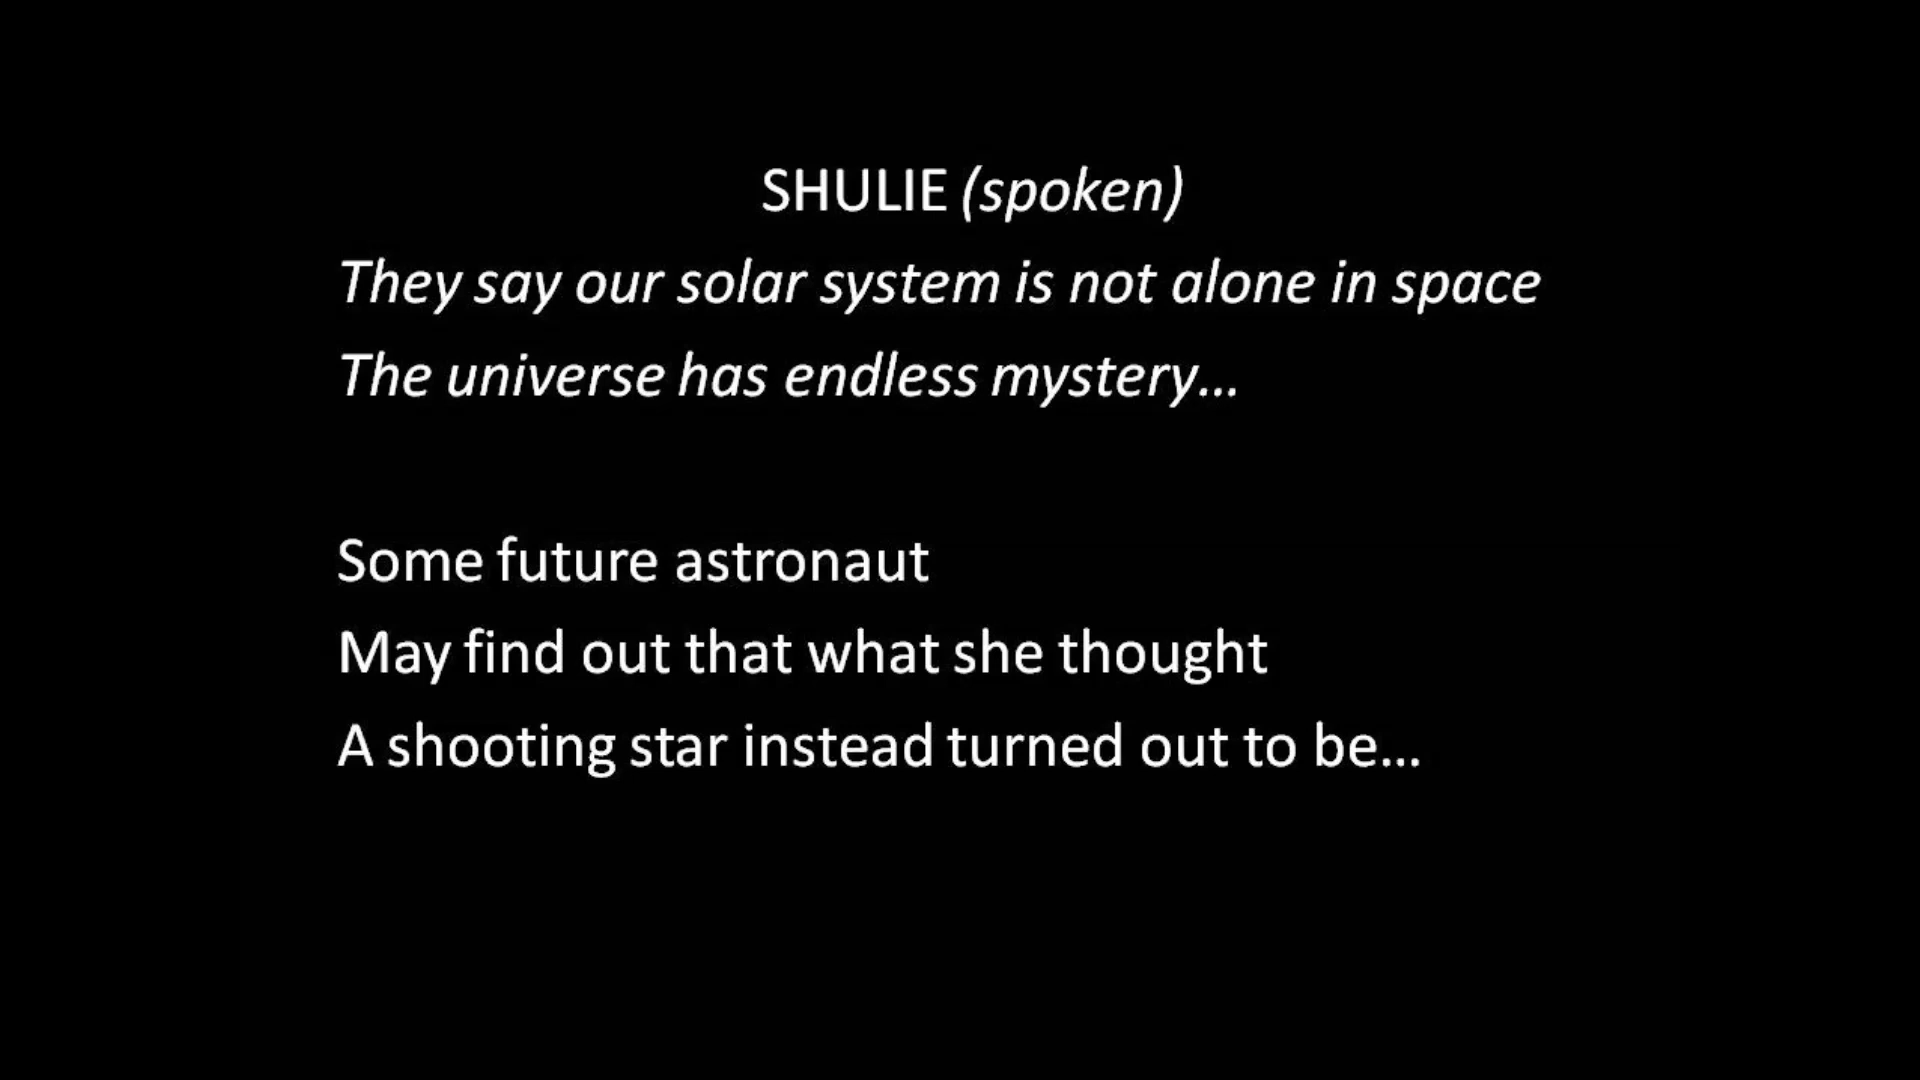 SHULIE (spoken)
They say our solar system is not alone in space
The universe has endless mystery...
Some future astronaut
May find out that what she thought
A shooting star instead turned out to be...